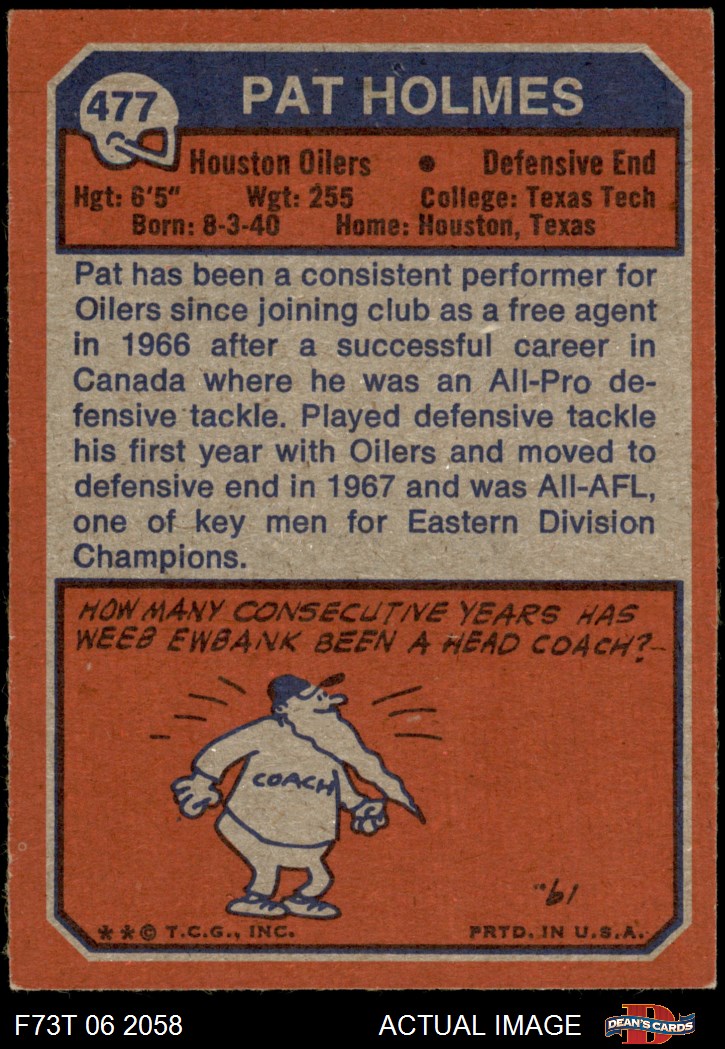 477
PAT HOLMES
Houston Oilers • Defensive End
Hgt: 6'5" Wgt: 255 College: Texas Tech
Born: 8-3-40 Home: Houston, Texas
Pat has been a consistent performer for
Oilers since joining club as a free agent
in 1966 after a successful career in
Canada where he was an All-Pro de-
fensive tackle. Played defensive tackle
his first year with Oilers and moved to
defensive end in 1967 and was All-AFL,
one of key men for Eastern Division
Champions.
HOW MANY CONSECUTIVE YEARS HAS
WEEB EWBANK BEEN A HEAD COACH?
COACH
"19."
**© T.C.G., INC. PRTD. IN U.S.A.
F73T 06 2058 ACTUAL IMAGE D DEAN'S CARDS